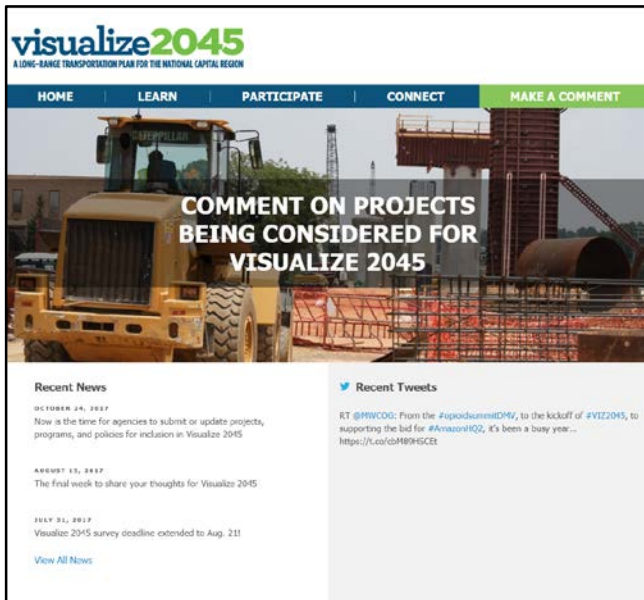 visualize2045
A LONG-RANGE TRANSPORTATION PLAN FOR THE NATIONAL CAPITAL REGION
HOME LEARN PARTICIPATE CONNECT MAKE A COMMENT
CATERPILLAR
COMMENT ON PROJECTS
BEING CONSIDERED FOR
VISUALIZE 2045
Recent News
OCTOBER 24, 2017
Now is the time for agencies to submit or update projects,
programs, and policies for inclusion in Visualize 2045
AUGUST 15, 2017
The final week to share your thoughts for Visualize 2045
JULY 31, 2017
Visualize 2045 survey deadline extended to Aug. 21!
View All News
Recent Tweets
RT @MWCOG: From the #opioidsummitDMV, to the kickoff of #VIZ2045, to
supporting the bid for #AmazonHQ2, it's been a busy year...